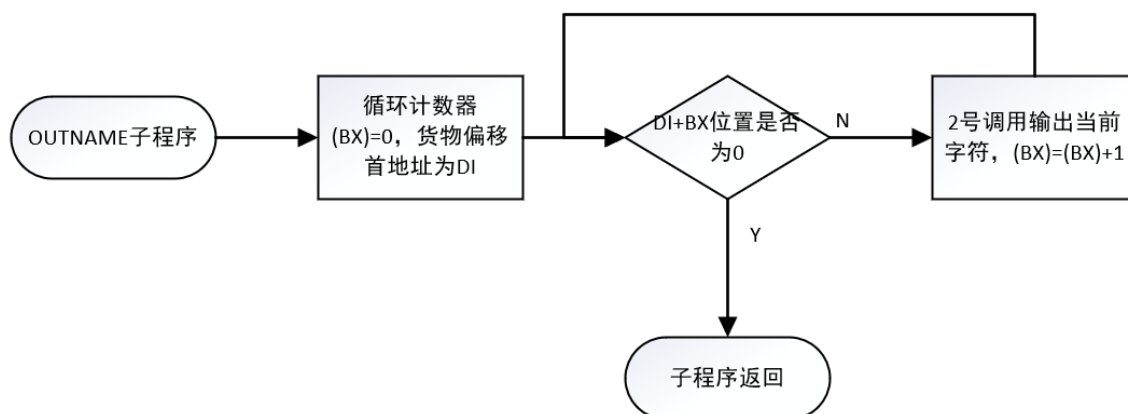 OUTNAME子程序
循环计数器
(BX)=0，货物偏移
首地址为DI
DI+BX位置是否
为0
N
2号调用输出当前
字符，(BX)=(BX)+1
Y
子程序返回